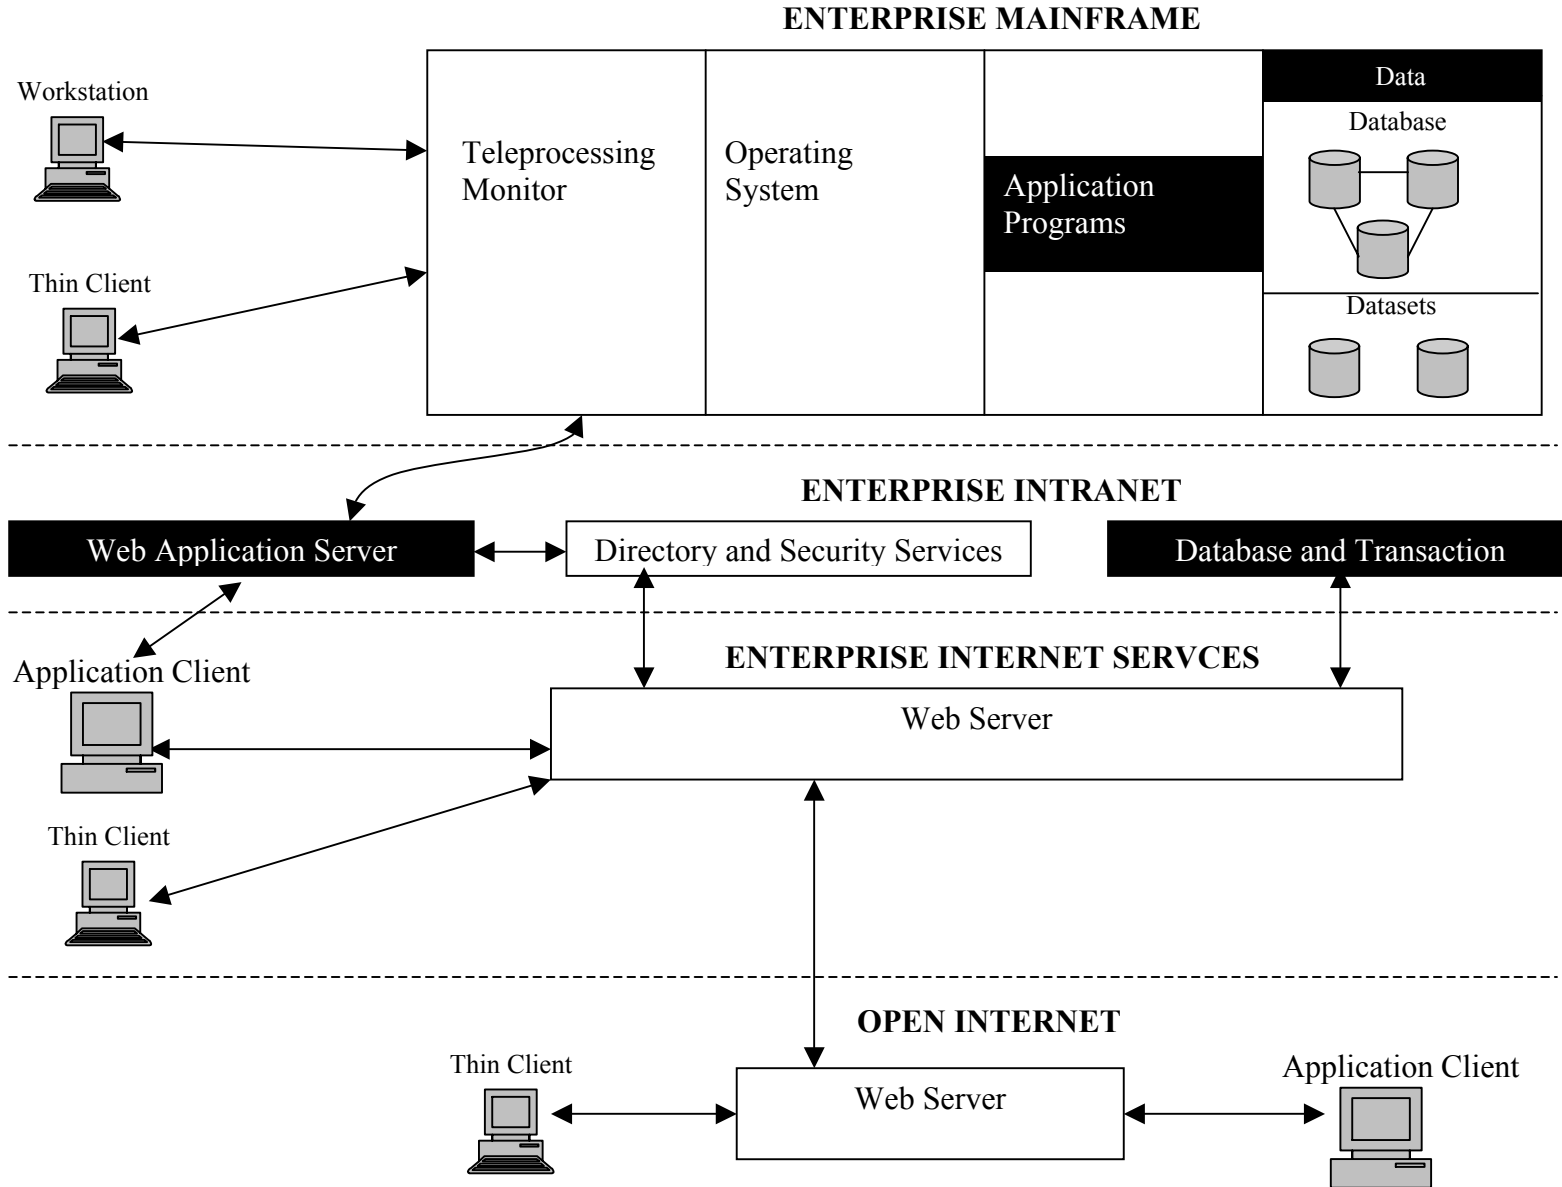 ENTERPRISE MAINFRAME
Workstation
Thin Client
Teleprocessing
Monitor
Operating
System
Application
Programs
Data
Database
Datasets
ENTERPRISE INTRANET
Web Application Server
Directory and Security Services
Database and Transaction
ENTERPRISE INTERNET SERVCES
Application Client
Web Server
Thin Client
OPEN INTERNET
Thin Client
Web Server
Application Client